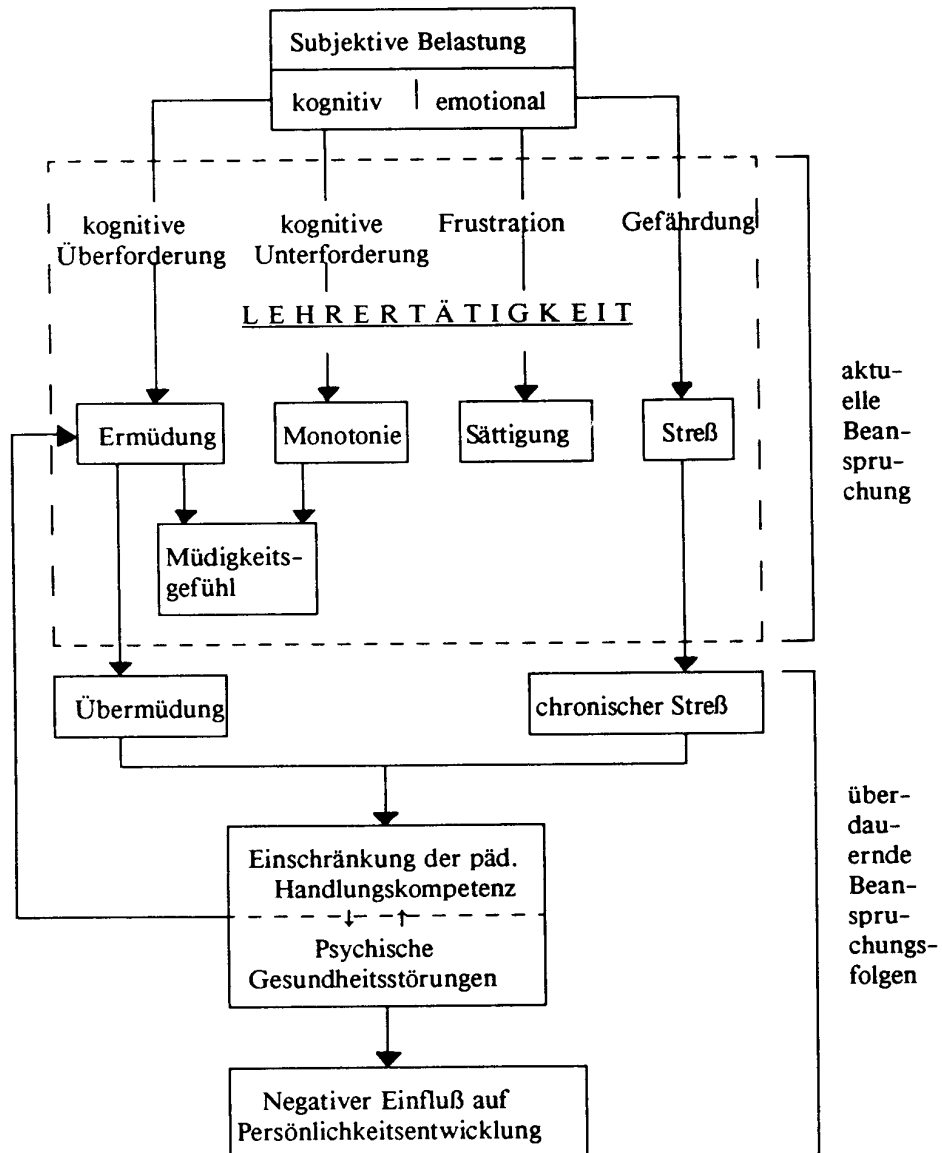 Subjektive Belastung
kognitiv | emotional
kognitive
Überforderung
kognitive
Unterforderung
Frustration
Gefährdung
LEHRERTÄTIGKEIT
Ermüdung
Monotonie
Sättigung
Streß
Müdigkeits-
gefühl
aktu-
elle
Bean-
spru-
chung
Übermüdung
chronischer Streß
Einschränkung der päd.
Handlungskompetenz
Psychische
Gesundheitsstörungen
Negativer Einfluß auf
Persönlichkeitsentwicklung
über-
dau-
ernde
Bean-
spru-
chungs-
folgen